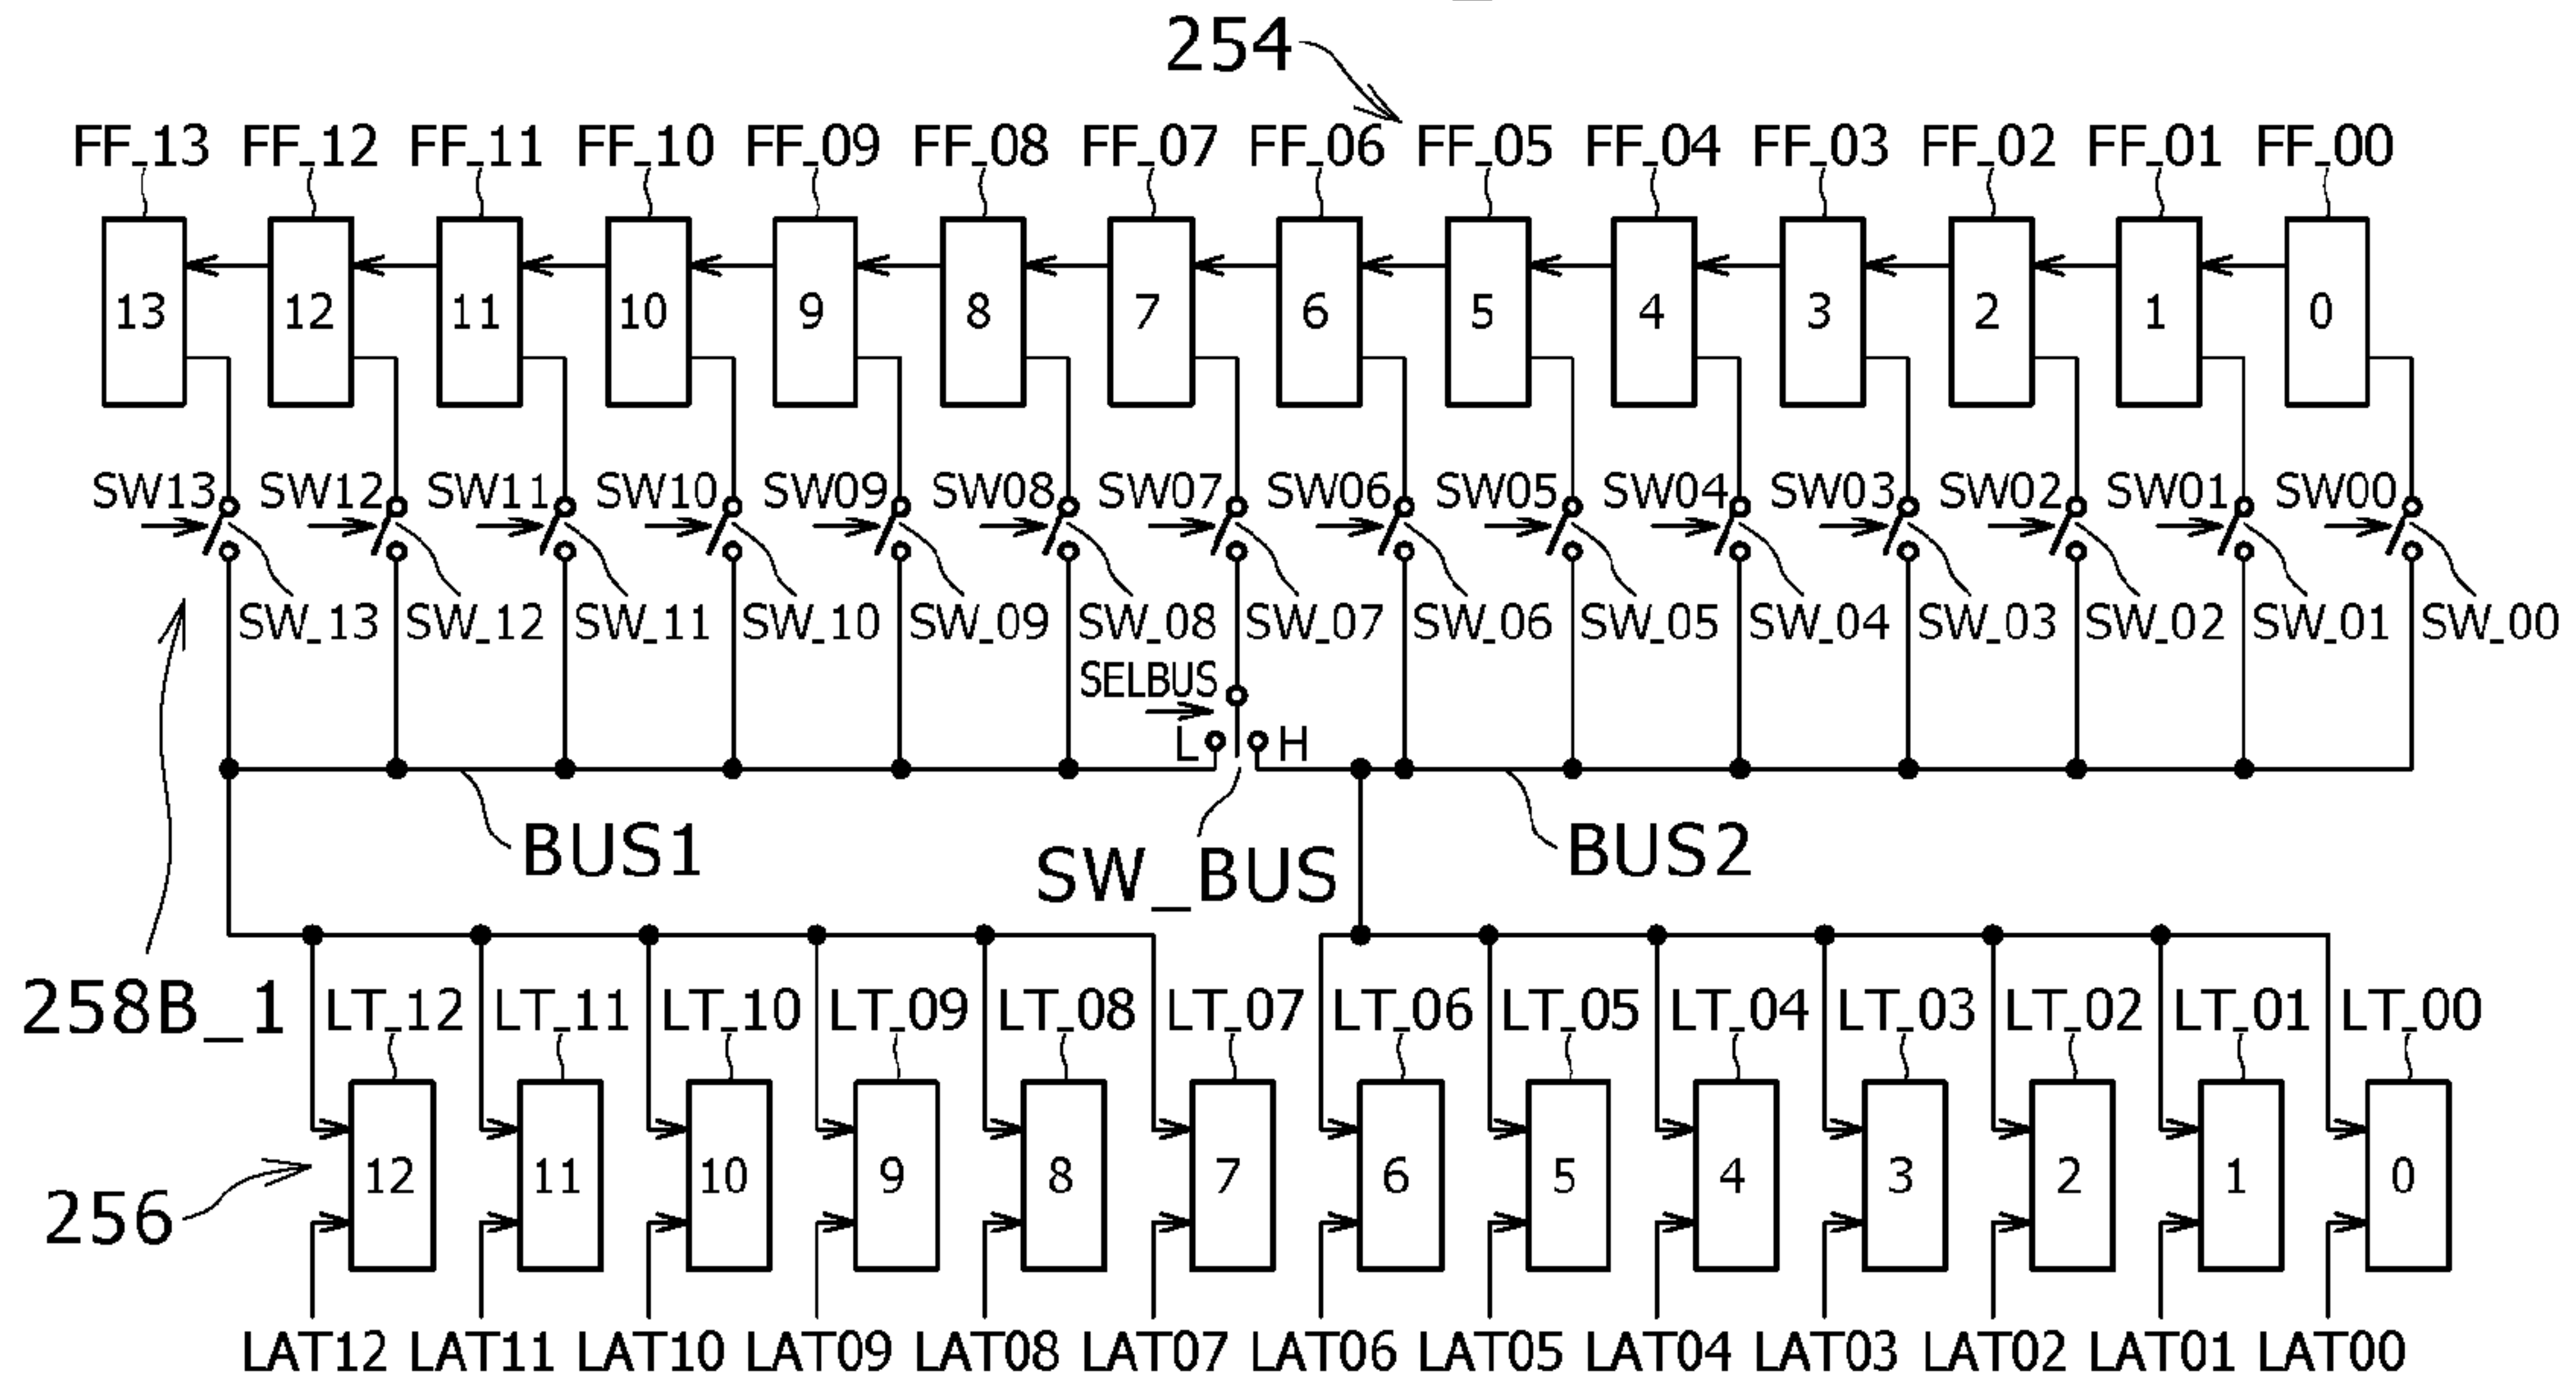 254
FF_13 FF_12 FF_11 FF_10 FF_09 FF_08 FF_07 FF_06 FF_05 FF_04 FF_03 FF_02 FF_01 FF_00
13 12 11 10 9 8 7 6 5 4 3 2 1 0
SW13 SW12 SW11 SW10 SW09 SW08 SW07 SW06 SW05 SW04 SW03 SW02 SW01 SW00
SW_13 SW_12 SW_11 SW_10 SW_09 SW_08 SW_07 SW_06 SW_05 SW_04 SW_03 SW_02 SW_01 SW_00
SELBUS
L H
BUS1 SW_BUS BUS2
258B_1 LT_12 LT_11 LT_10 LT_09 LT_08 LT_07 LT_06 LT_05 LT_04 LT_03 LT_02 LT_01 LT_00
12 11 10 9 8 7 6 5 4 3 2 1 0
256
LAT12 LAT11 LAT10 LAT09 LAT08 LAT07 LAT06 LAT05 LAT04 LAT03 LAT02 LAT01 LAT00